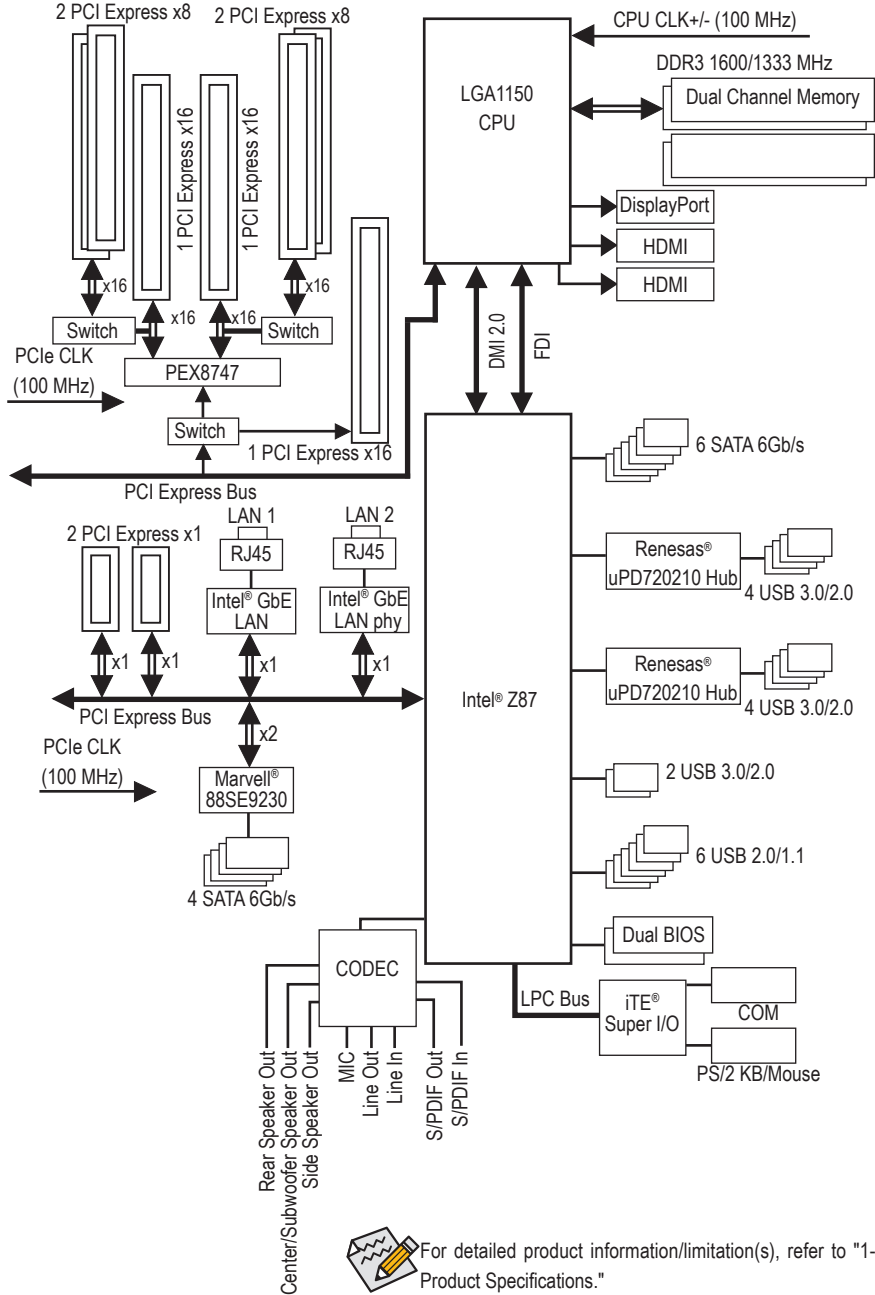 2 PCI Express x8
2 PCI Express x8
CPU CLK+/- (100 MHz)
DDR3 1600/1333 MHz
LGA1150
CPU
Dual Channel Memory
1 PCI Express x16
1 PCI Express x16
DisplayPort
HDMI
HDMI
x16
x16
x16
x16
Switch
Switch
PCIe CLK
(100 MHz)
PEX8747
DMI 2.0
FDI
Switch
1 PCI Express x16
PCI Express Bus
6 SATA 6Gb/s
2 PCI Express x1
LAN 1
RJ45
LAN 2
RJ45
Intel® GbE
LAN
Intel® GbE
LAN phy
Renesas®
uPD720210 Hub
4 USB 3.0/2.0
x1
x1
x1
x1
Renesas®
uPD720210 Hub
4 USB 3.0/2.0
Intel® Z87
PCI Express Bus
x2
PCIe CLK
(100 MHz)
Marvell®
88SE9230
2 USB 3.0/2.0
6 USB 2.0/1.1
4 SATA 6Gb/s
Dual BIOS
CODEC
LPC Bus
iTE®
Super I/O
COM
PS/2 KB/Mouse
Rear Speaker Out
Center/Subwoofer Speaker Out
Side Speaker Out
MIC
Line Out
Line In
S/PDIF Out
S/PDIF In
For detailed product information/limitation(s), refer to "1-
Product Specifications."